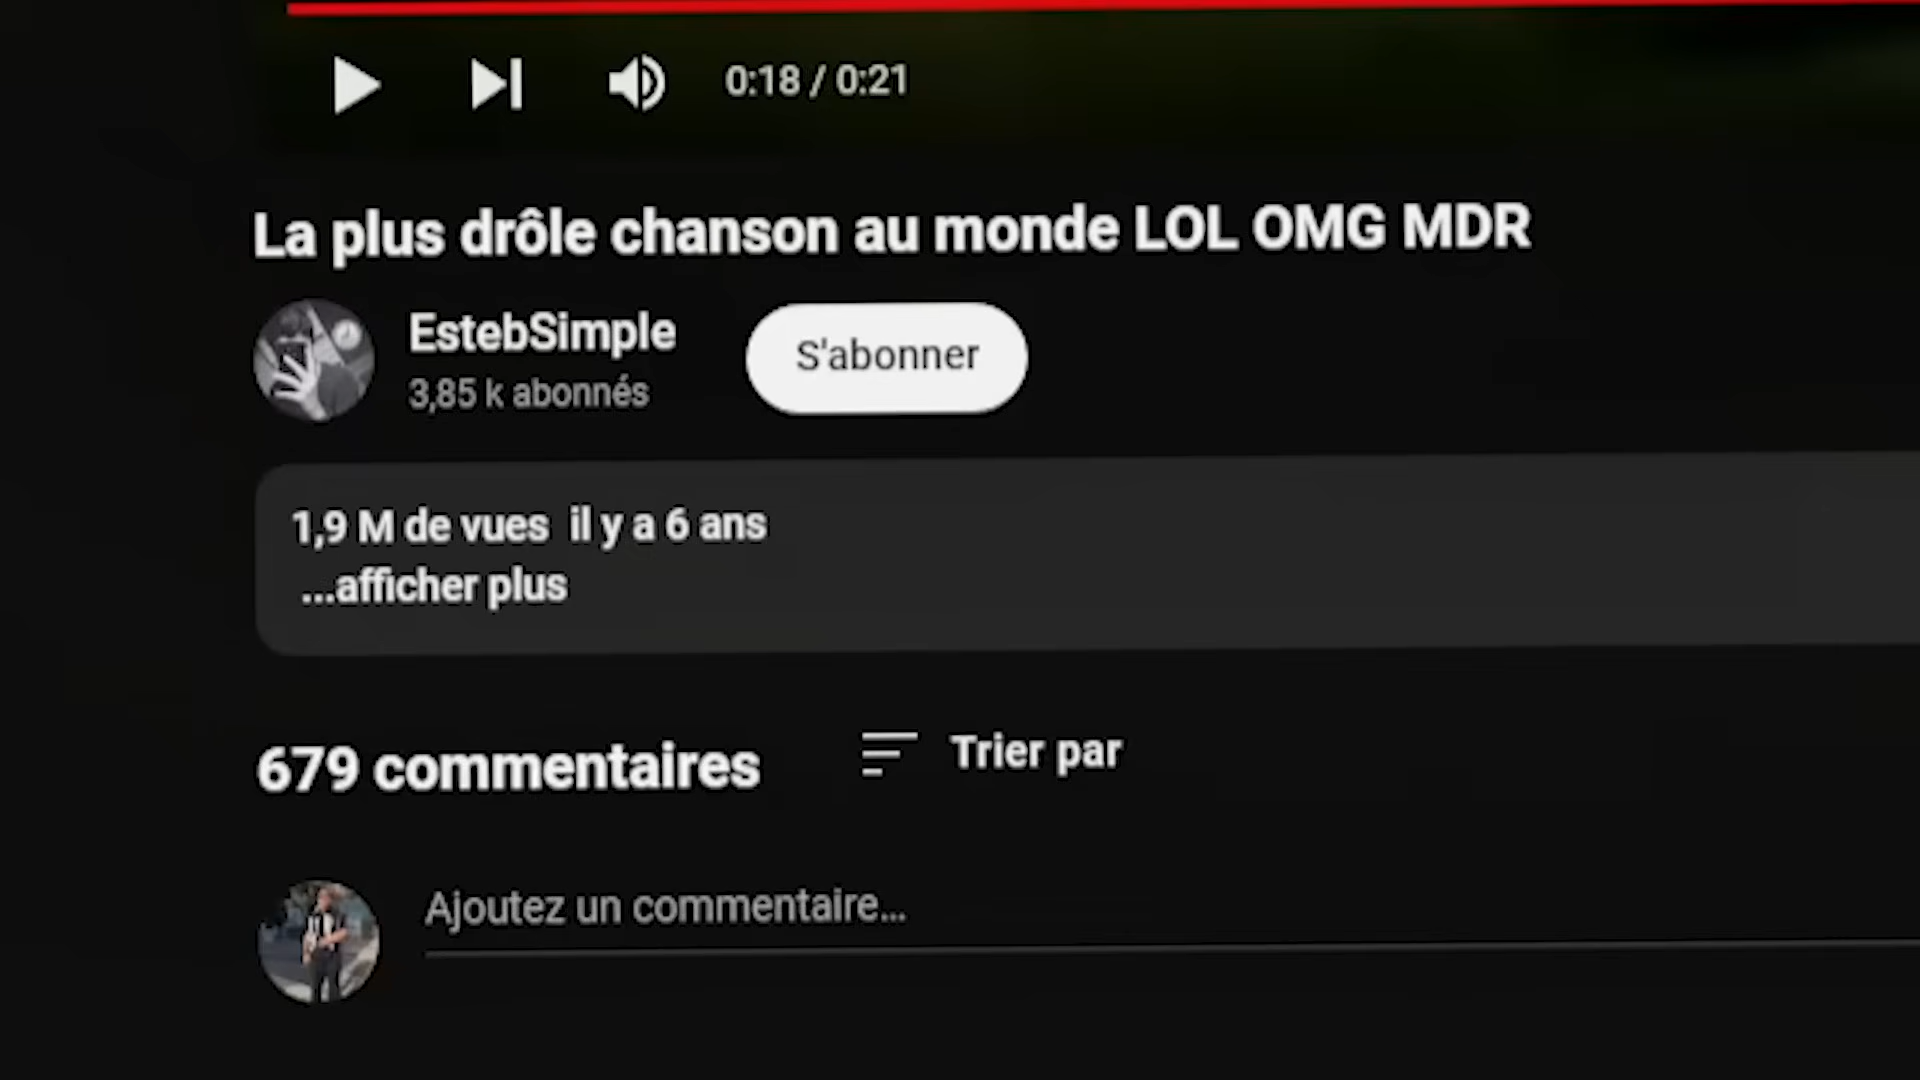 0:18 / 0:21
La plus drôle chanson au monde LOL OMG MDR
EstebSimple
S'abonner
3,85 k abonnés
1,9 M de vues il y a 6 ans
...afficher plus
679 commentaires
Trier par
Ajoutez un commentaire...